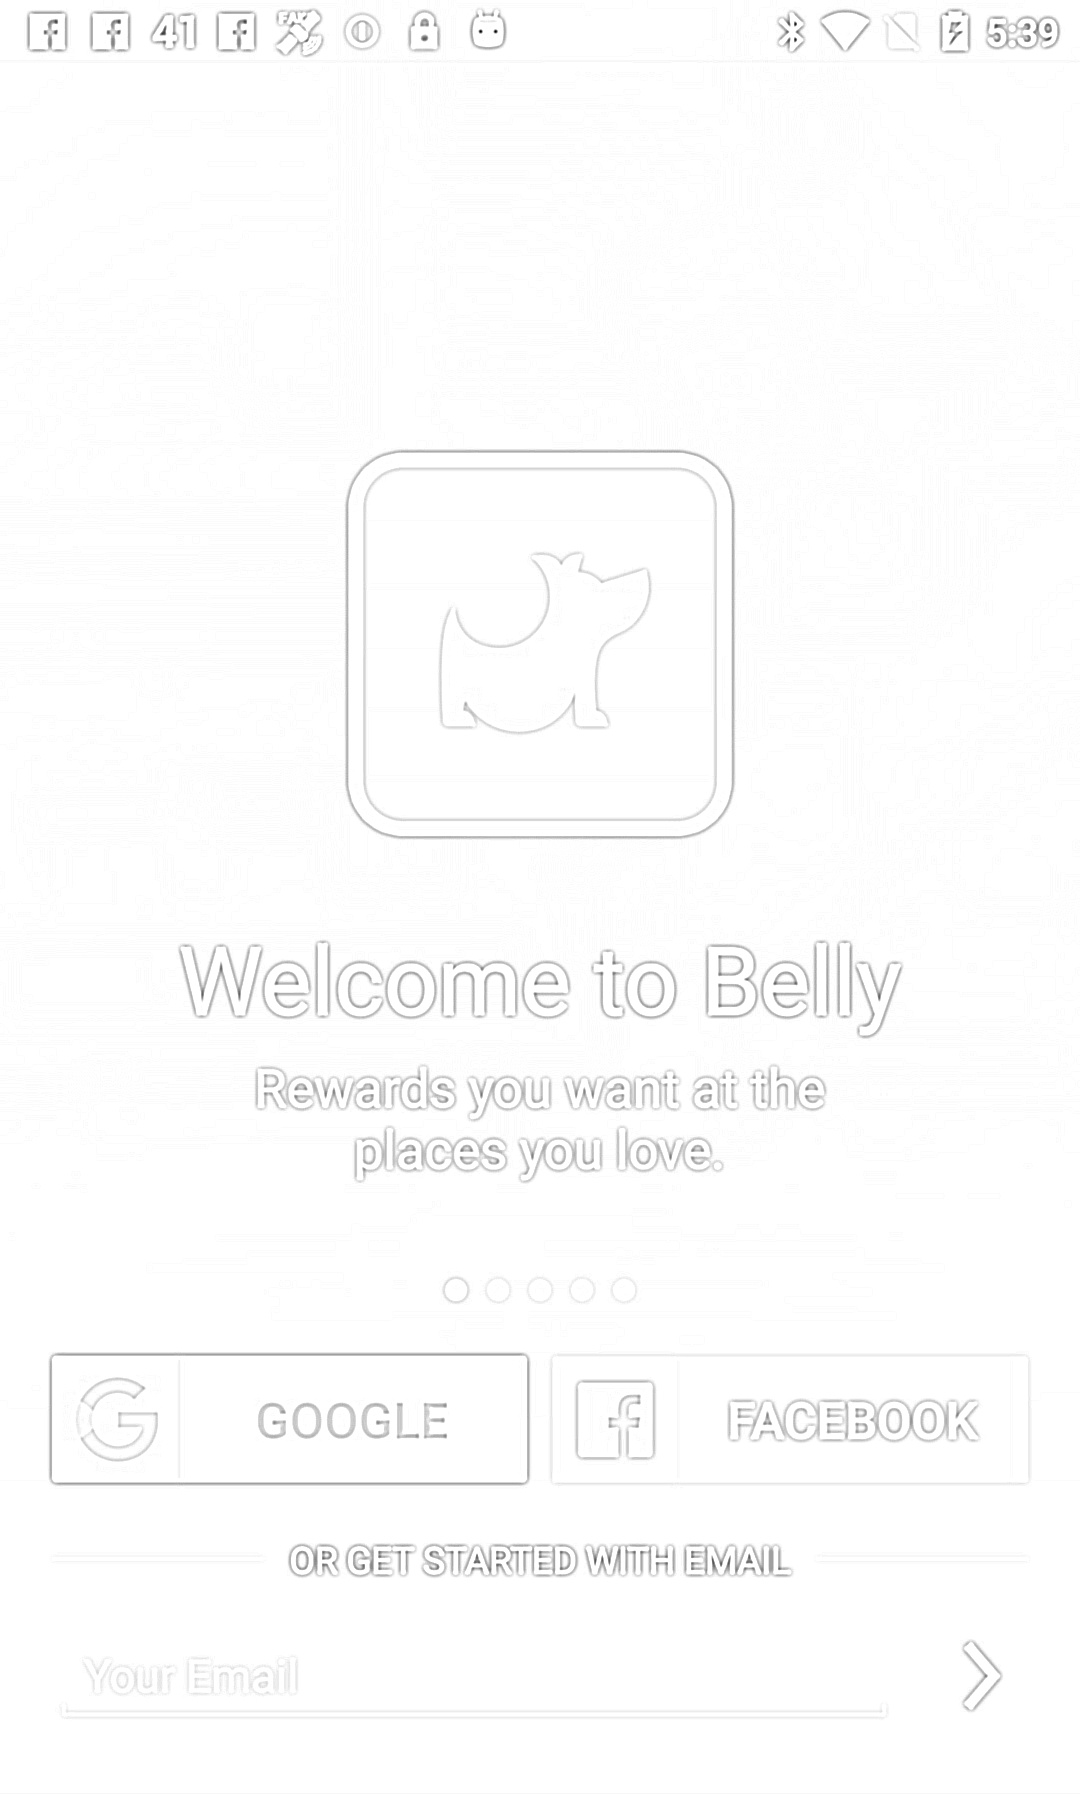 41 5:39
Welcome to Belly
Rewards you want at the
places you love.
GOOGLE FACEBOOK
OR GET STARTED WITH EMAIL
Your Email